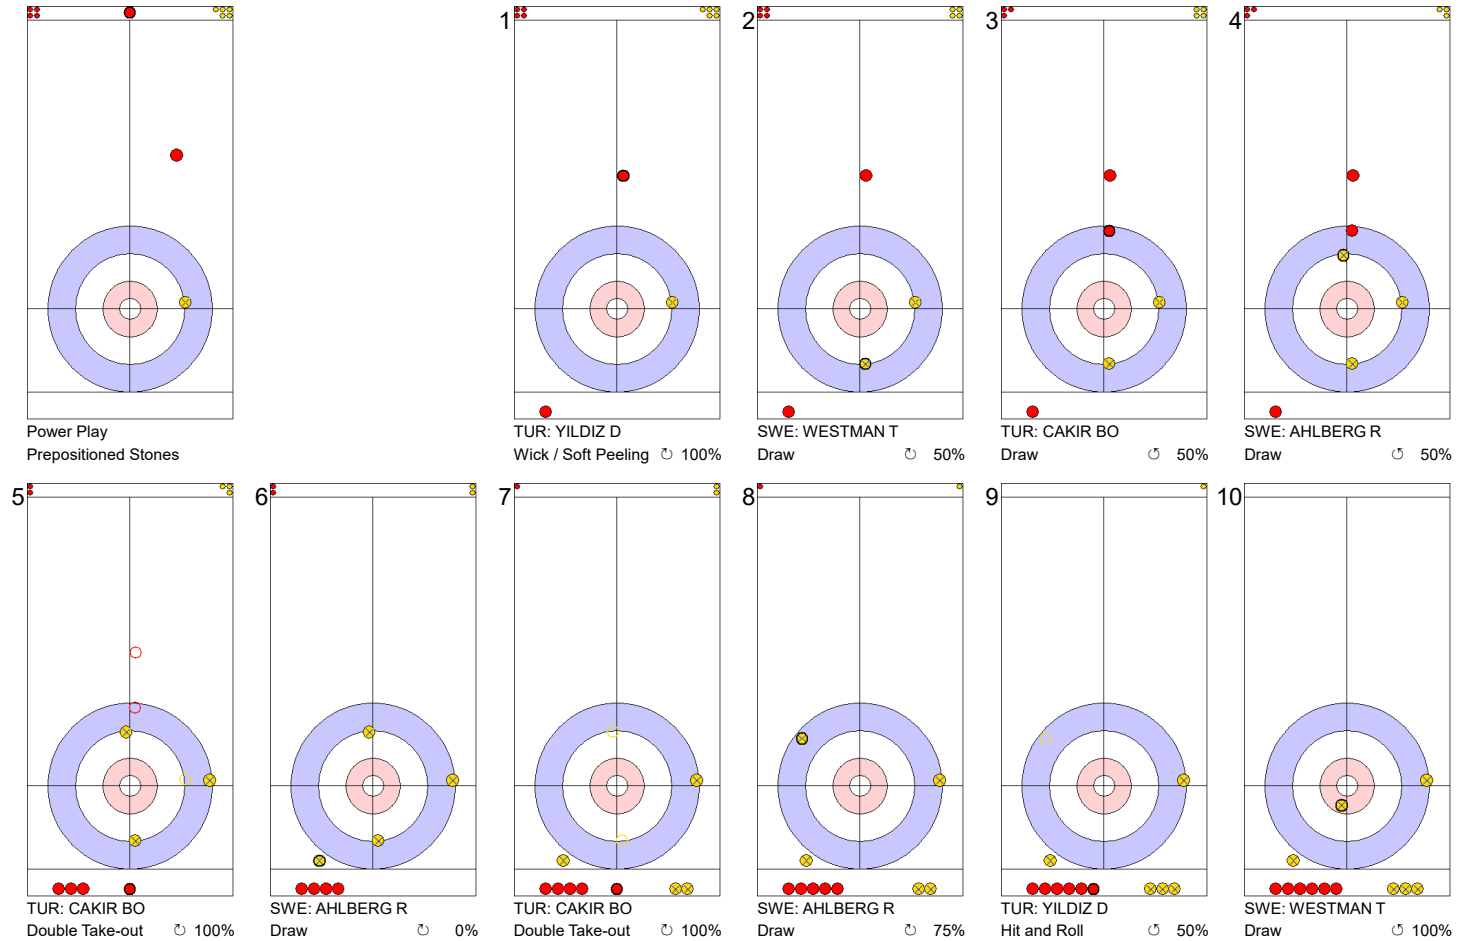 Power Play
Prepositioned Stones
1
TUR: YILDIZ D
Wick / Soft Peeling ↻ 100%
2
SWE: WESTMAN T
Draw ↻ 50%
3
TUR: CAKIR BO
Draw ↺ 50%
4
SWE: AHLBERG R
Draw ↺ 50%
5
TUR: CAKIR BO
Double Take-out ↻ 100%
6
SWE: AHLBERG R
Draw ↻ 0%
7
TUR: CAKIR BO
Double Take-out ↻ 100%
8
SWE: AHLBERG R
Draw ↻ 75%
9
TUR: YILDIZ D
Hit and Roll ↺ 50%
10
SWE: WESTMAN T
Draw ↺ 100%